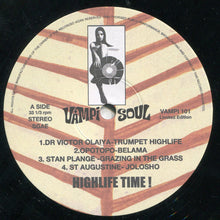 A SIDE
33 1/3 rpm
STEREO
SGAE
VAMPI SOUL
VAMPI 101
Limited Edition
1.DR VICTOR OLAIYA-TRUMPET HIGHLIFE
2.OPOTOPO-BELAMA
3. STAN PLANGE -GRAZING IN THE GRASS
4. ST AUGUSTINE- JOLOSHO
HIGHLIFE TIME !